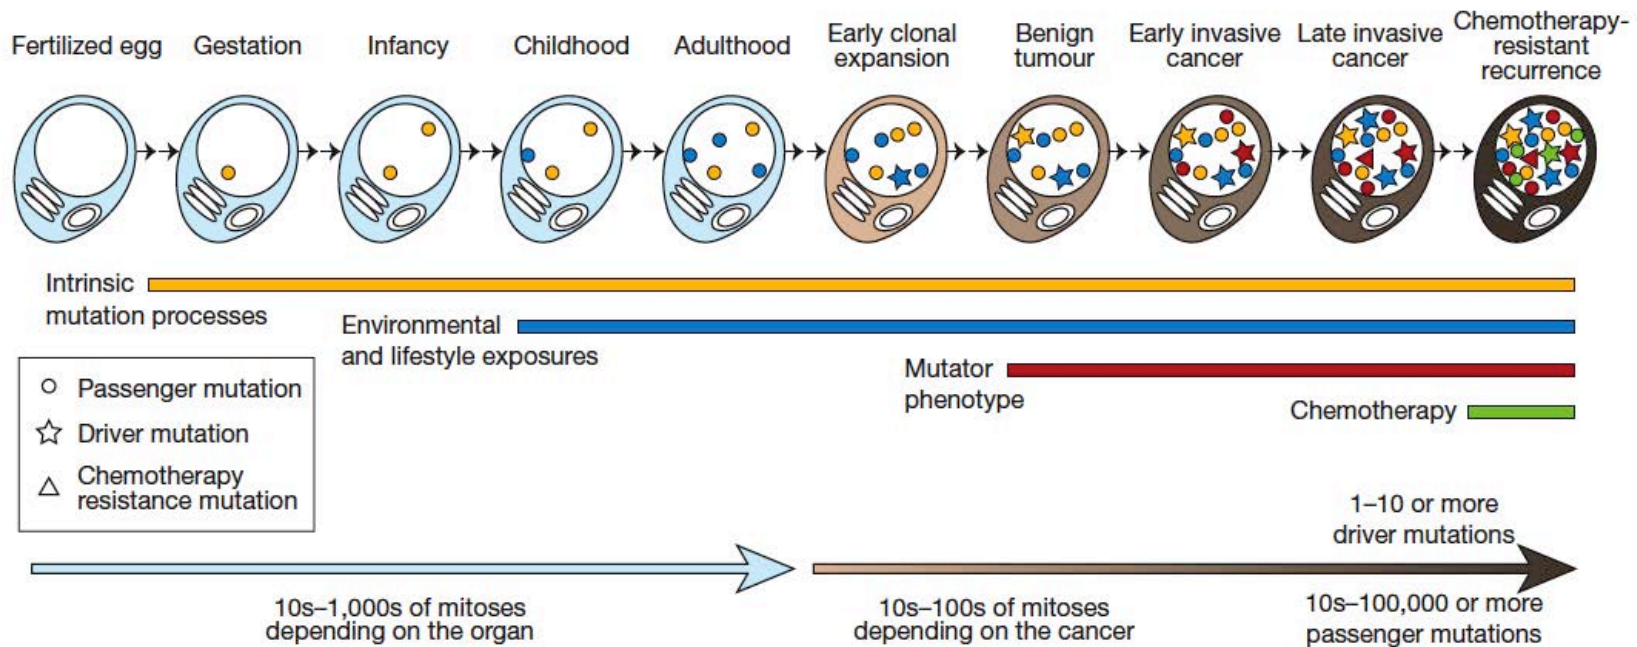 Fertilized egg
Gestation
Infancy
Childhood
Adulthood
Early clonal
expansion
Benign
tumour
Early invasive
cancer
Late invasive
cancer
Chemotherapy-
resistant
recurrence
Intrinsic
mutation processes
Environmental
and lifestyle exposures
Mutator
phenotype
Chemotherapy
Passenger mutation
Driver mutation
Chemotherapy
resistance mutation
1–10 or more
driver mutations
10s–1,000s of mitoses
depending on the organ
10s–100s of mitoses
depending on the cancer
10s–100,000 or more
passenger mutations